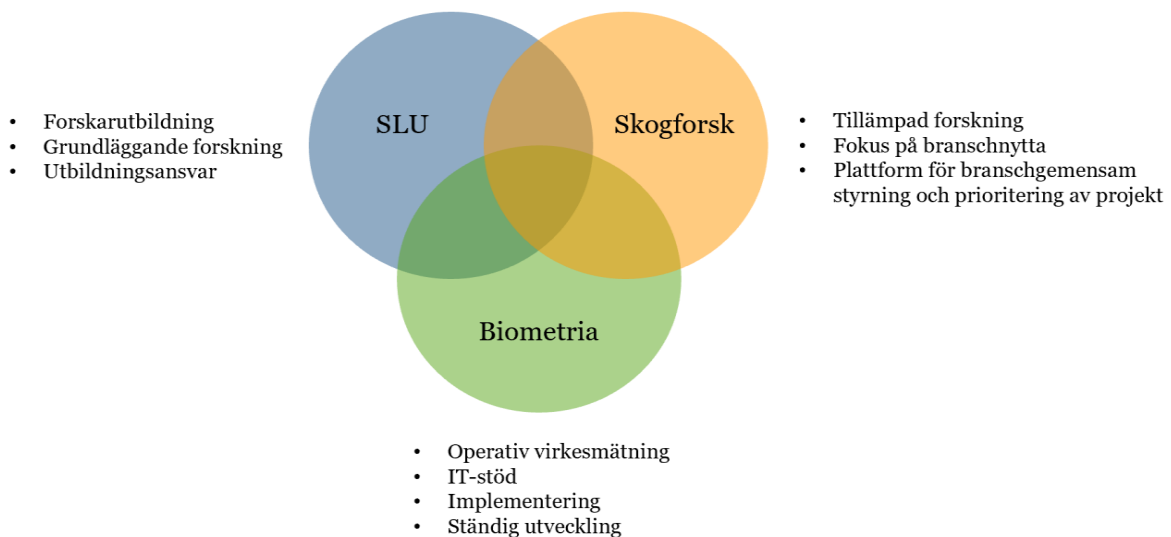 SLU
Skogforsk
Biometria
• Forskarutbildning
• Grundläggande forskning
• Utbildningsansvar
• Tillämpad forskning
• Fokus på branschnytta
• Plattform för branschgemensam
styrning och prioritering av projekt
• Operativ virkesmätning
• IT-stöd
• Implementering
• Ständig utveckling